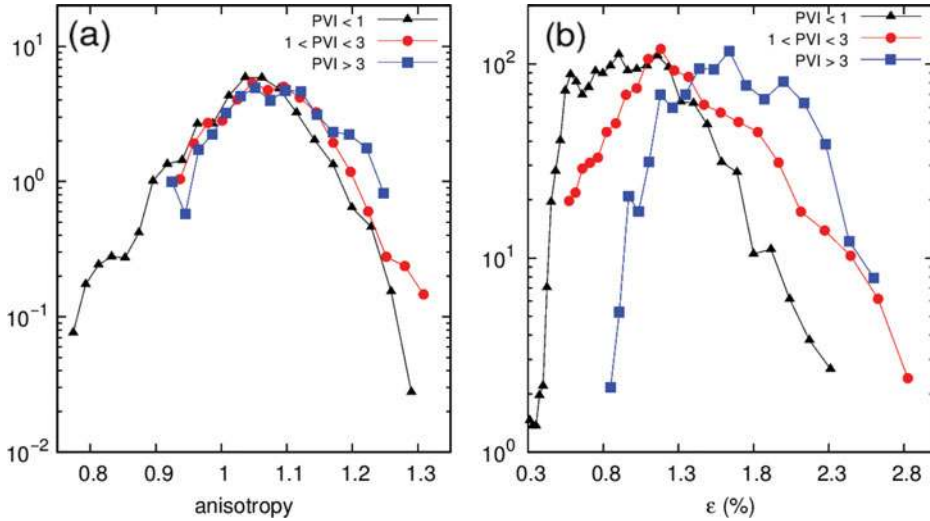 (a)
PVI < 1
1 < PVI < 3
PVI > 3
10^1
10^0
10^-1
10^-2
0.8 0.9 1 1.1 1.2 1.3
anisotropy
(b)
PVI < 1
1 < PVI < 3
PVI > 3
10^2
10^1
10^0
0.3 0.8 1.3 1.8 2.3 2.8
ε (%)